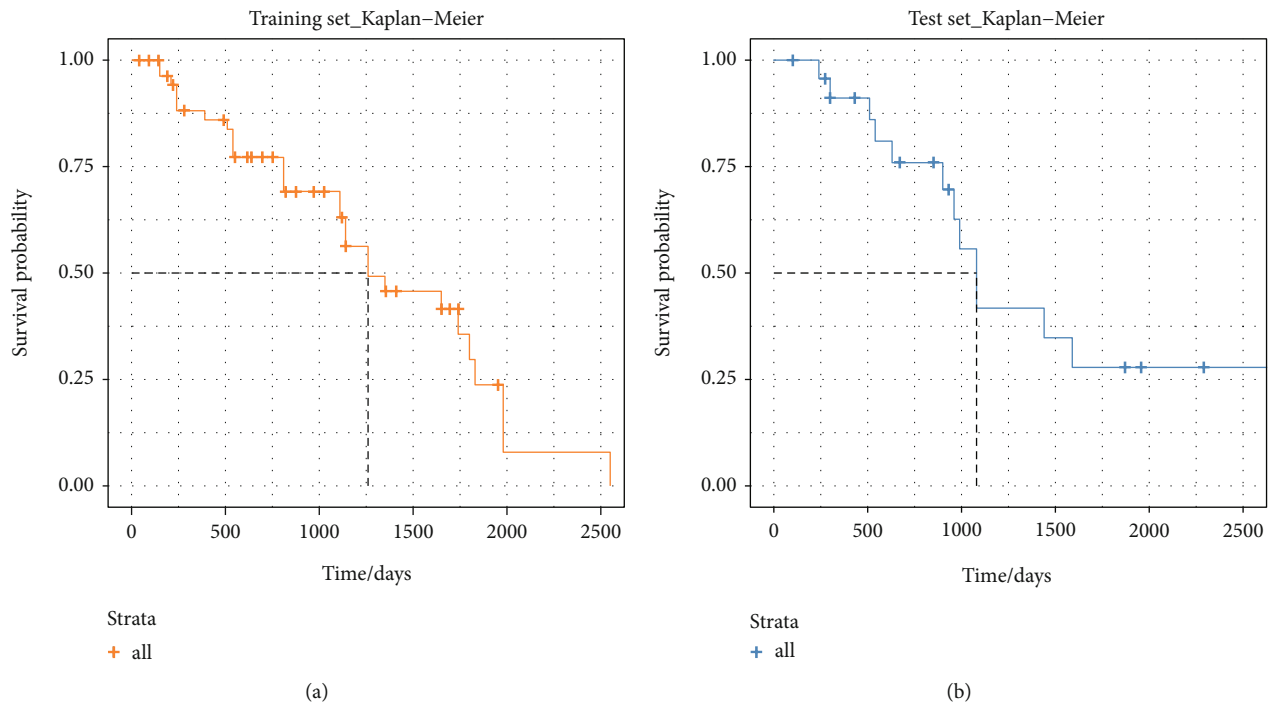 Training set_Kaplan−Meier
Survival probability
1.00
0.75
0.50
0.25
0.00
0 500 1000 1500 2000 2500
Time/days
Strata
all
(a)
Test set_Kaplan−Meier
Survival probability
1.00
0.75
0.50
0.25
0.00
0 500 1000 1500 2000 2500
Time/days
Strata
all
(b)